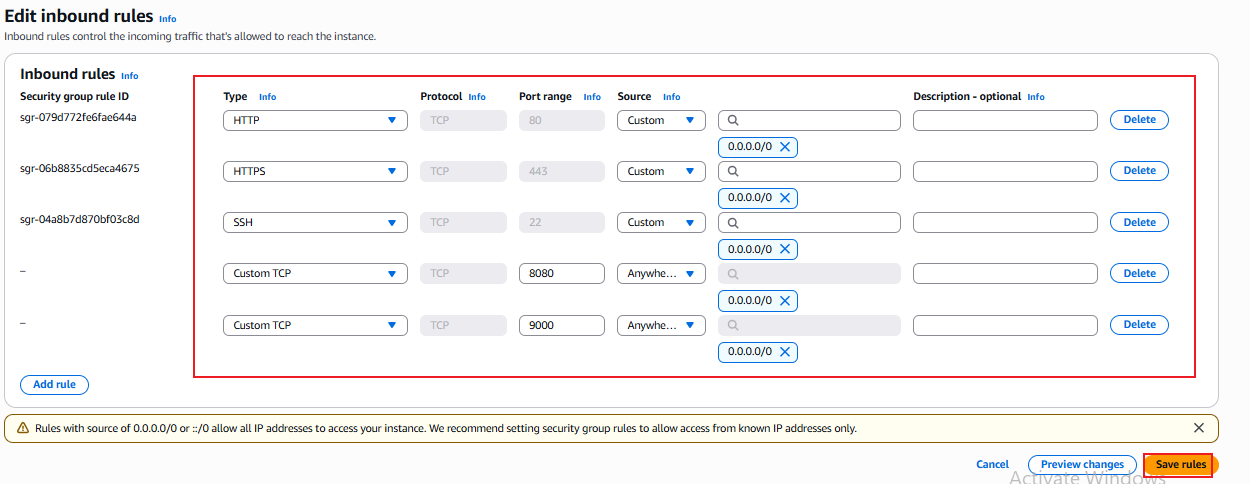 Edit inbound rules Info
Inbound rules control the incoming traffic that's allowed to reach the instance.
Inbound rules Info
Security group rule ID Type Info Protocol Info Port range Info Source Info Description - optional Info
sgr-079d772fe6fae644a HTTP TCP 80 Custom Delete
0.0.0.0/0
sgr-06b8835cd5eca4675 HTTPS TCP 443 Custom Delete
0.0.0.0/0
sgr-04a8b7d870bf03c8d SSH TCP 22 Custom Delete
0.0.0.0/0
– Custom TCP TCP 8080 Anywhe... Delete
0.0.0.0/0
– Custom TCP TCP 9000 Anywhe... Delete
0.0.0.0/0
Add rule
Rules with source of 0.0.0.0/0 or ::/0 allow all IP addresses to access your instance. We recommend setting security group rules to allow access from known IP addresses only.
Cancel Preview changes Save rules
Activate Windows